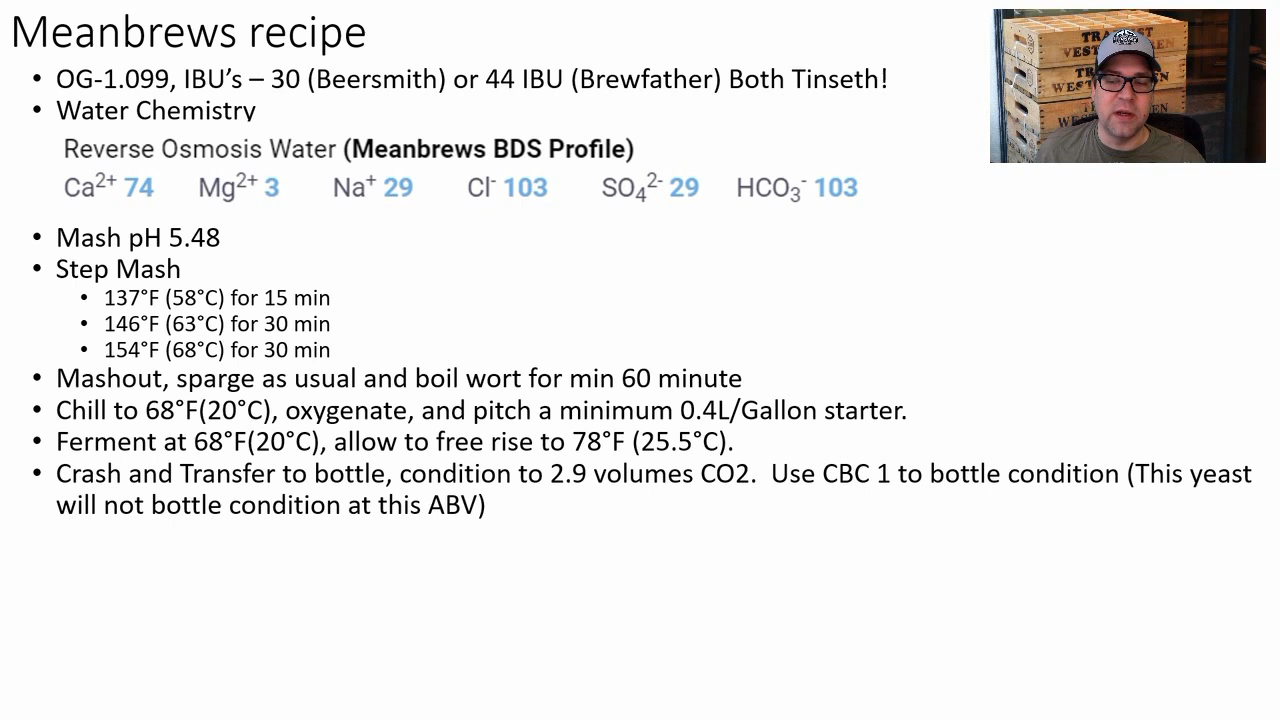 Meanbrews recipe
• OG-1.099, IBU’s – 30 (Beersmith) or 44 IBU (Brewfather) Both Tinseth!
• Water Chemistry
Reverse Osmosis Water (Meanbrews BDS Profile)
Ca2+ 74 Mg2+ 3 Na+ 29 Cl- 103 SO42- 29 HCO3- 103
• Mash pH 5.48
• Step Mash
• 137°F (58°C) for 15 min
• 146°F (63°C) for 30 min
• 154°F (68°C) for 30 min
• Mashout, sparge as usual and boil wort for min 60 minute
• Chill to 68°F(20°C), oxygenate, and pitch a minimum 0.4L/Gallon starter.
• Ferment at 68°F(20°C), allow to free rise to 78°F (25.5°C).
• Crash and Transfer to bottle, condition to 2.9 volumes CO2. Use CBC 1 to bottle condition (This yeast
will not bottle condition at this ABV)